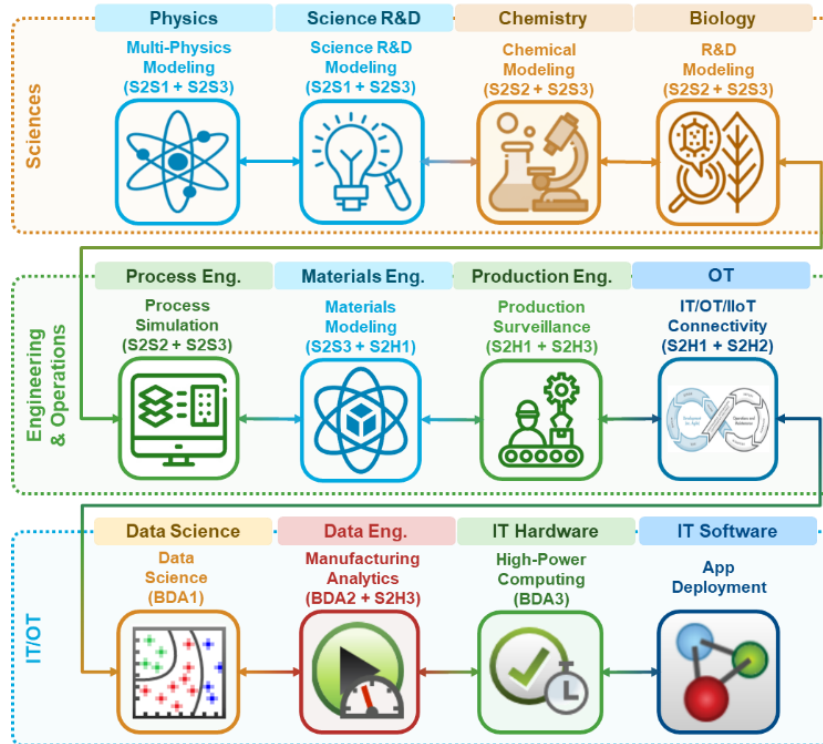 Physics
Science R&D
Chemistry
Biology
Multi-Physics
Modeling
(S2S1 + S2S3)
Science R&D
Modeling
(S2S1 + S2S3)
Chemical
Modeling
(S2S2 + S2S3)
R&D
Modeling
(S2S2 + S2S3)
Sciences
Process Eng.
Materials Eng.
Production Eng.
OT
Process
Simulation
(S2S2 + S2S3)
Materials
Modeling
(S2S3 + S2H1)
Production
Surveillance
(S2H1 + S2H3)
IT/OT/IIoT
Connectivity
(S2H1 + S2H2)
Engineering
& Operations
Data Science
Data Eng.
IT Hardware
IT Software
Data
Science
(BDA1)
Manufacturing
Analytics
(BDA2 + S2H3)
High-Power
Computing
(BDA3)
App
Deployment
IT/OT